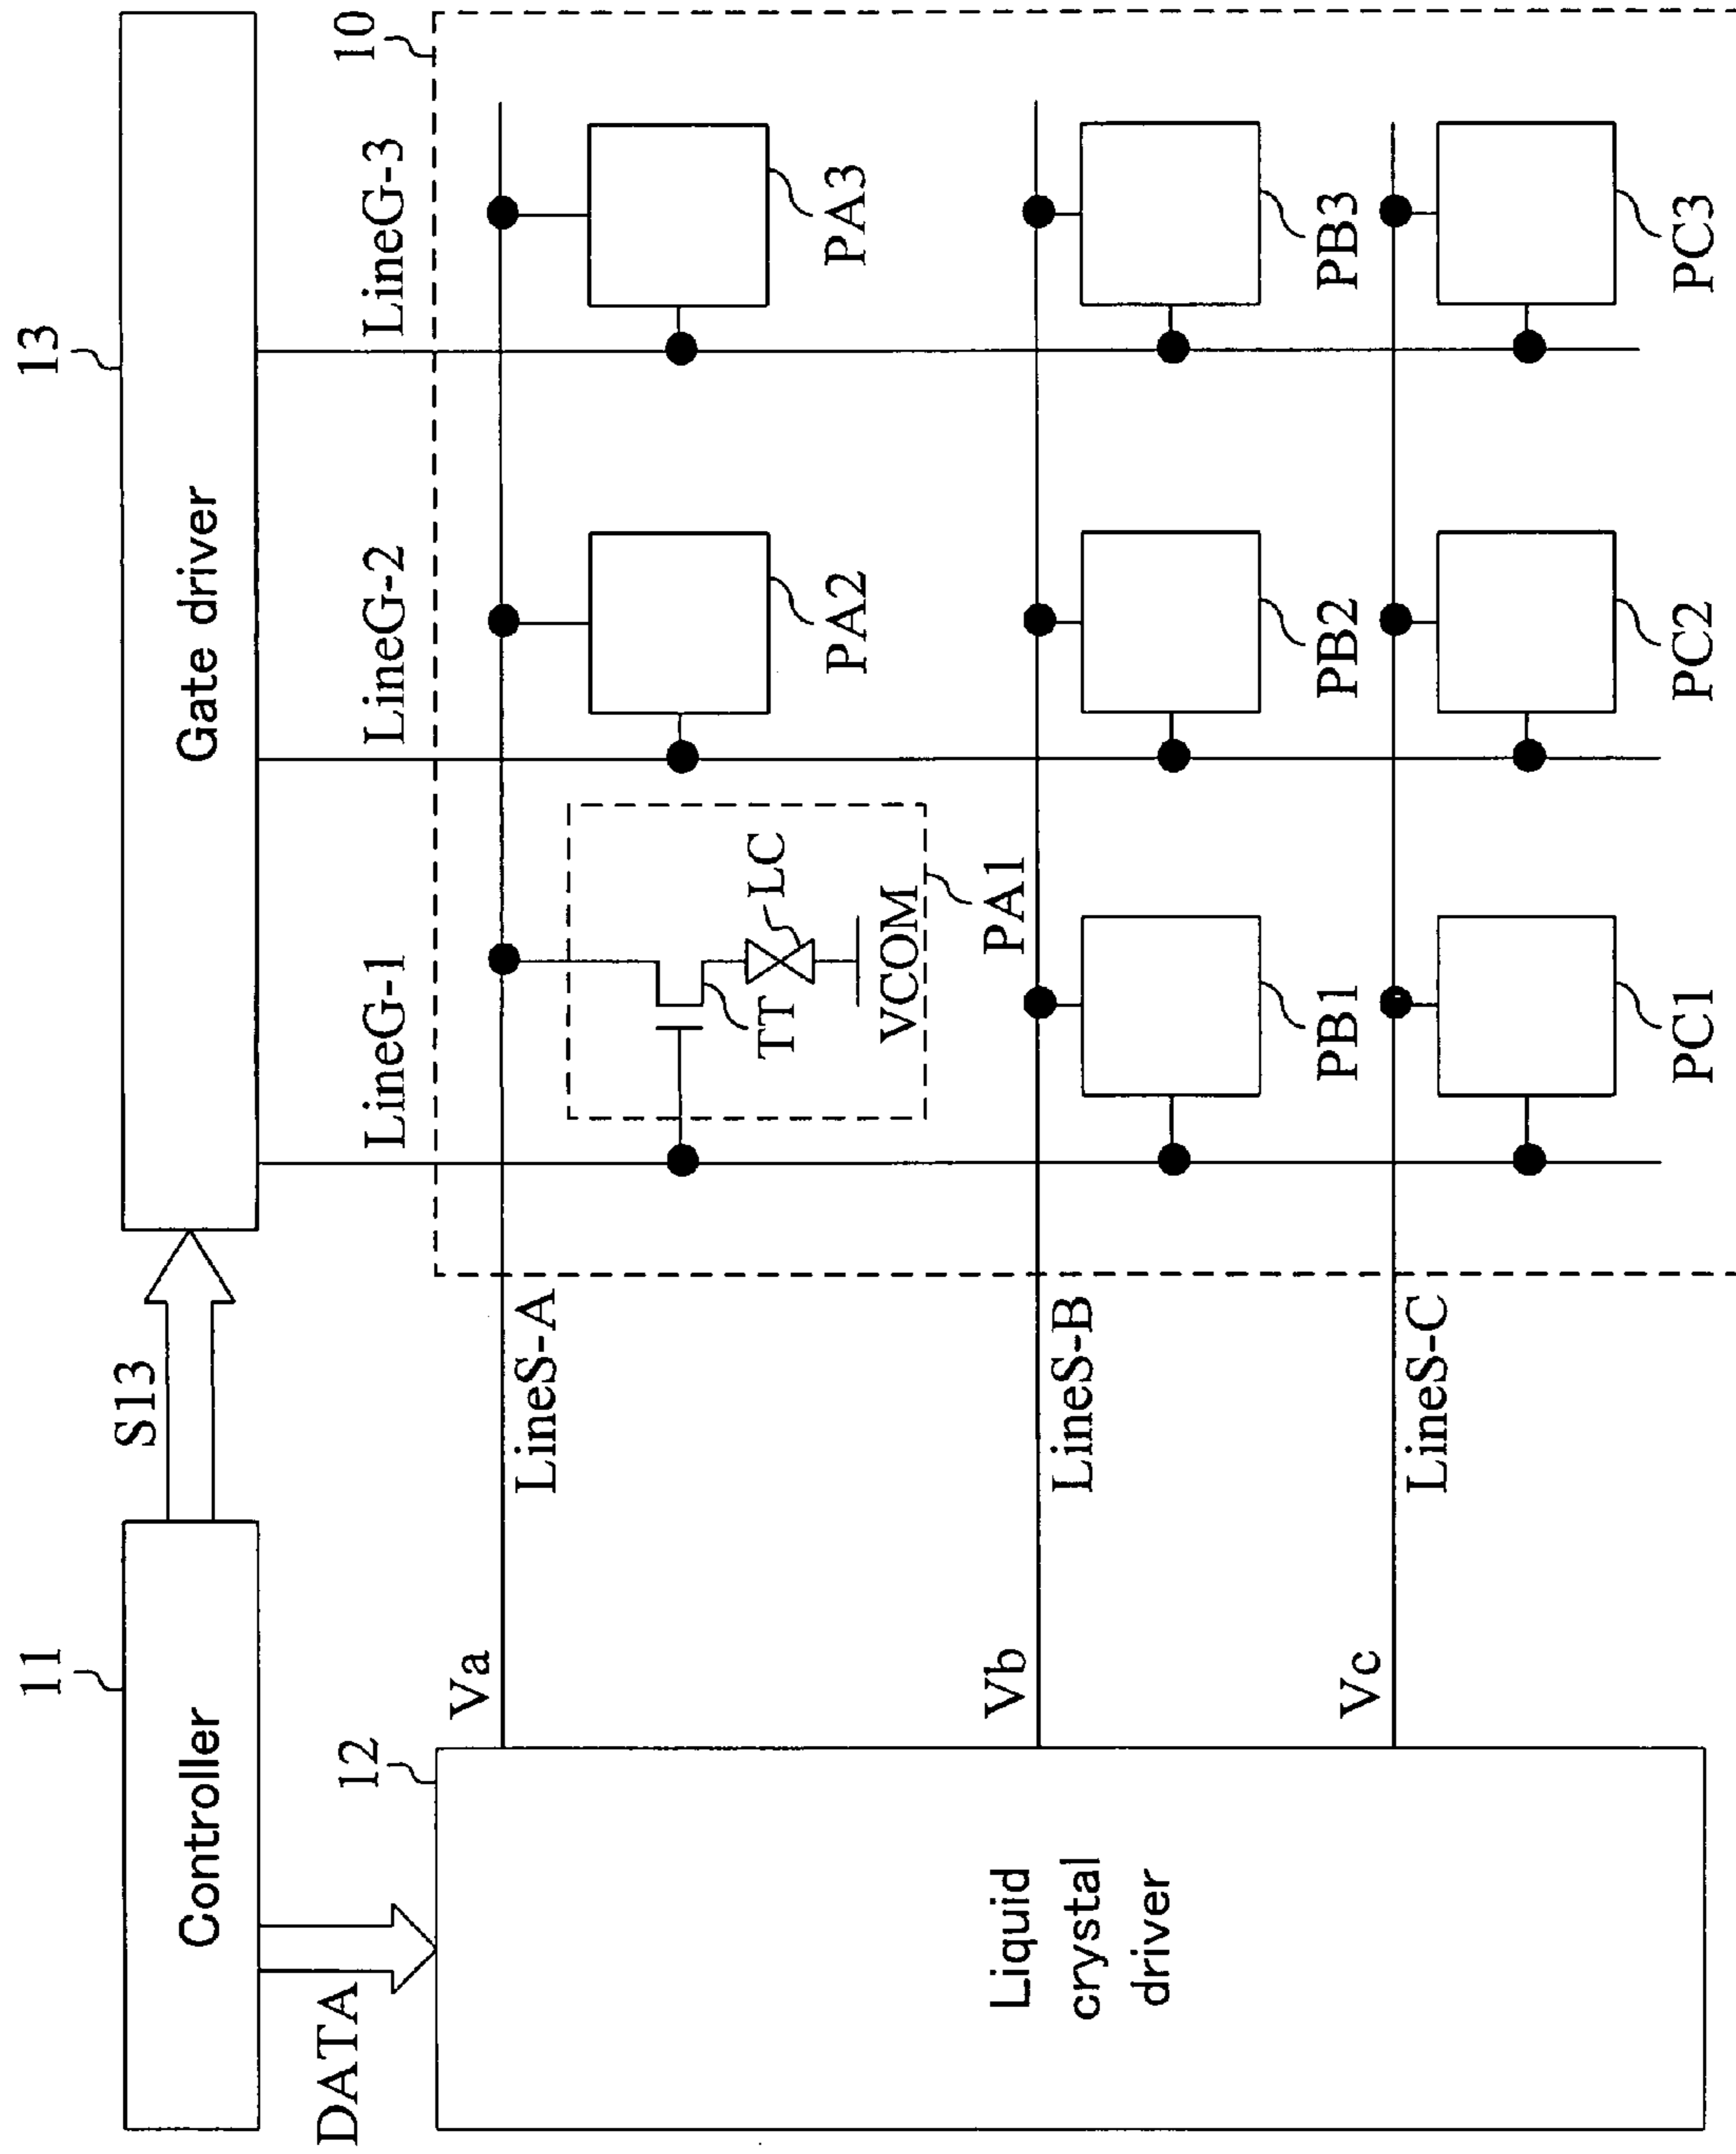 11
Controller
DATA
S13
13
Gate driver
12
Liquid
crystal
driver
10
LineG-1
LineG-2
LineG-3
Va
LineS-A
TT
LC
VCOM
PA1
PA2
PA3
Vb
LineS-B
PB1
PB2
PB3
Vc
LineS-C
PC1
PC2
PC3